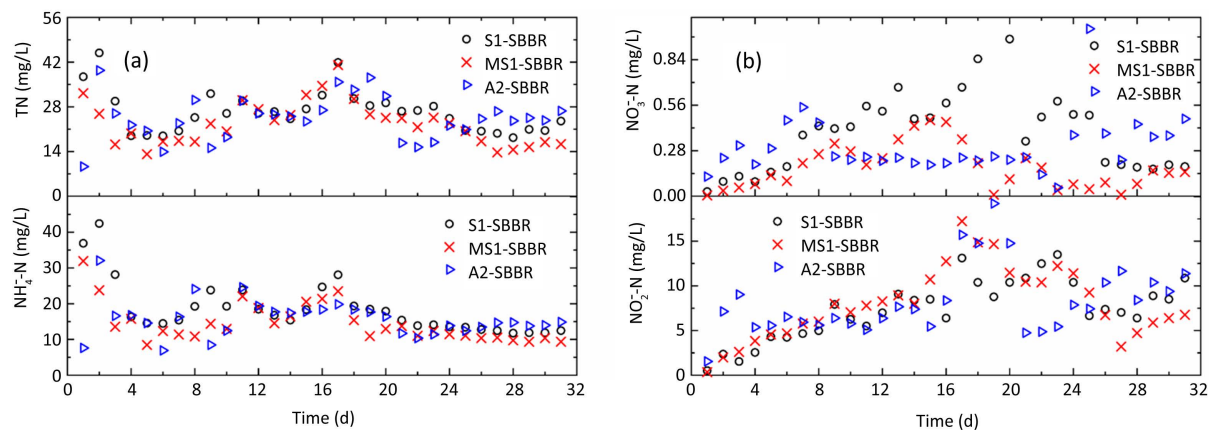 (a)
TN (mg/L)
56
42
28
14
0
S1-SBBR
MS1-SBBR
A2-SBBR
NH₄⁻-N (mg/L)
40
30
20
10
0
S1-SBBR
MS1-SBBR
A2-SBBR
0 4 8 12 16 20 24 28 32
Time (d)
(b)
NO₃⁻-N (mg/L)
0.84
0.56
0.28
0.00
S1-SBBR
MS1-SBBR
A2-SBBR
NO₂⁻-N (mg/L)
15
10
5
0
S1-SBBR
MS1-SBBR
A2-SBBR
0 4 8 12 16 20 24 28 32
Time (d)